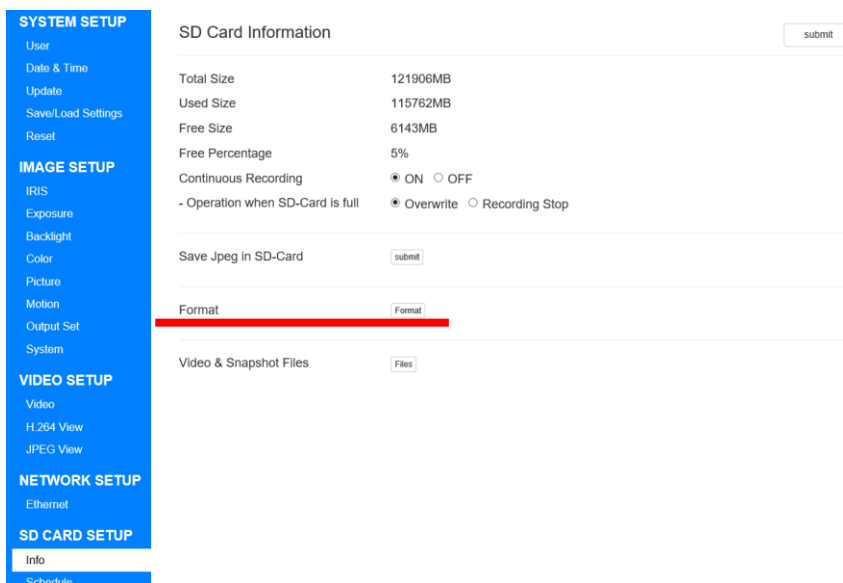 SYSTEM SETUP
User
Date & Time
Update
Save/Load Settings
Reset
IMAGE SETUP
IRIS
Exposure
Backlight
Color
Picture
Motion
Output Set
System
VIDEO SETUP
Video
H.264 View
JPEG View
NETWORK SETUP
Ethernet
SD CARD SETUP
Info
Schedule
SD Card Information
submit
Total Size 121906MB
Used Size 115762MB
Free Size 6143MB
Free Percentage 5%
Continuous Recording ON OFF
- Operation when SD-Card is full Overwrite Recording Stop
Save Jpeg in SD-Card submit
Format Format
Video & Snapshot Files Files